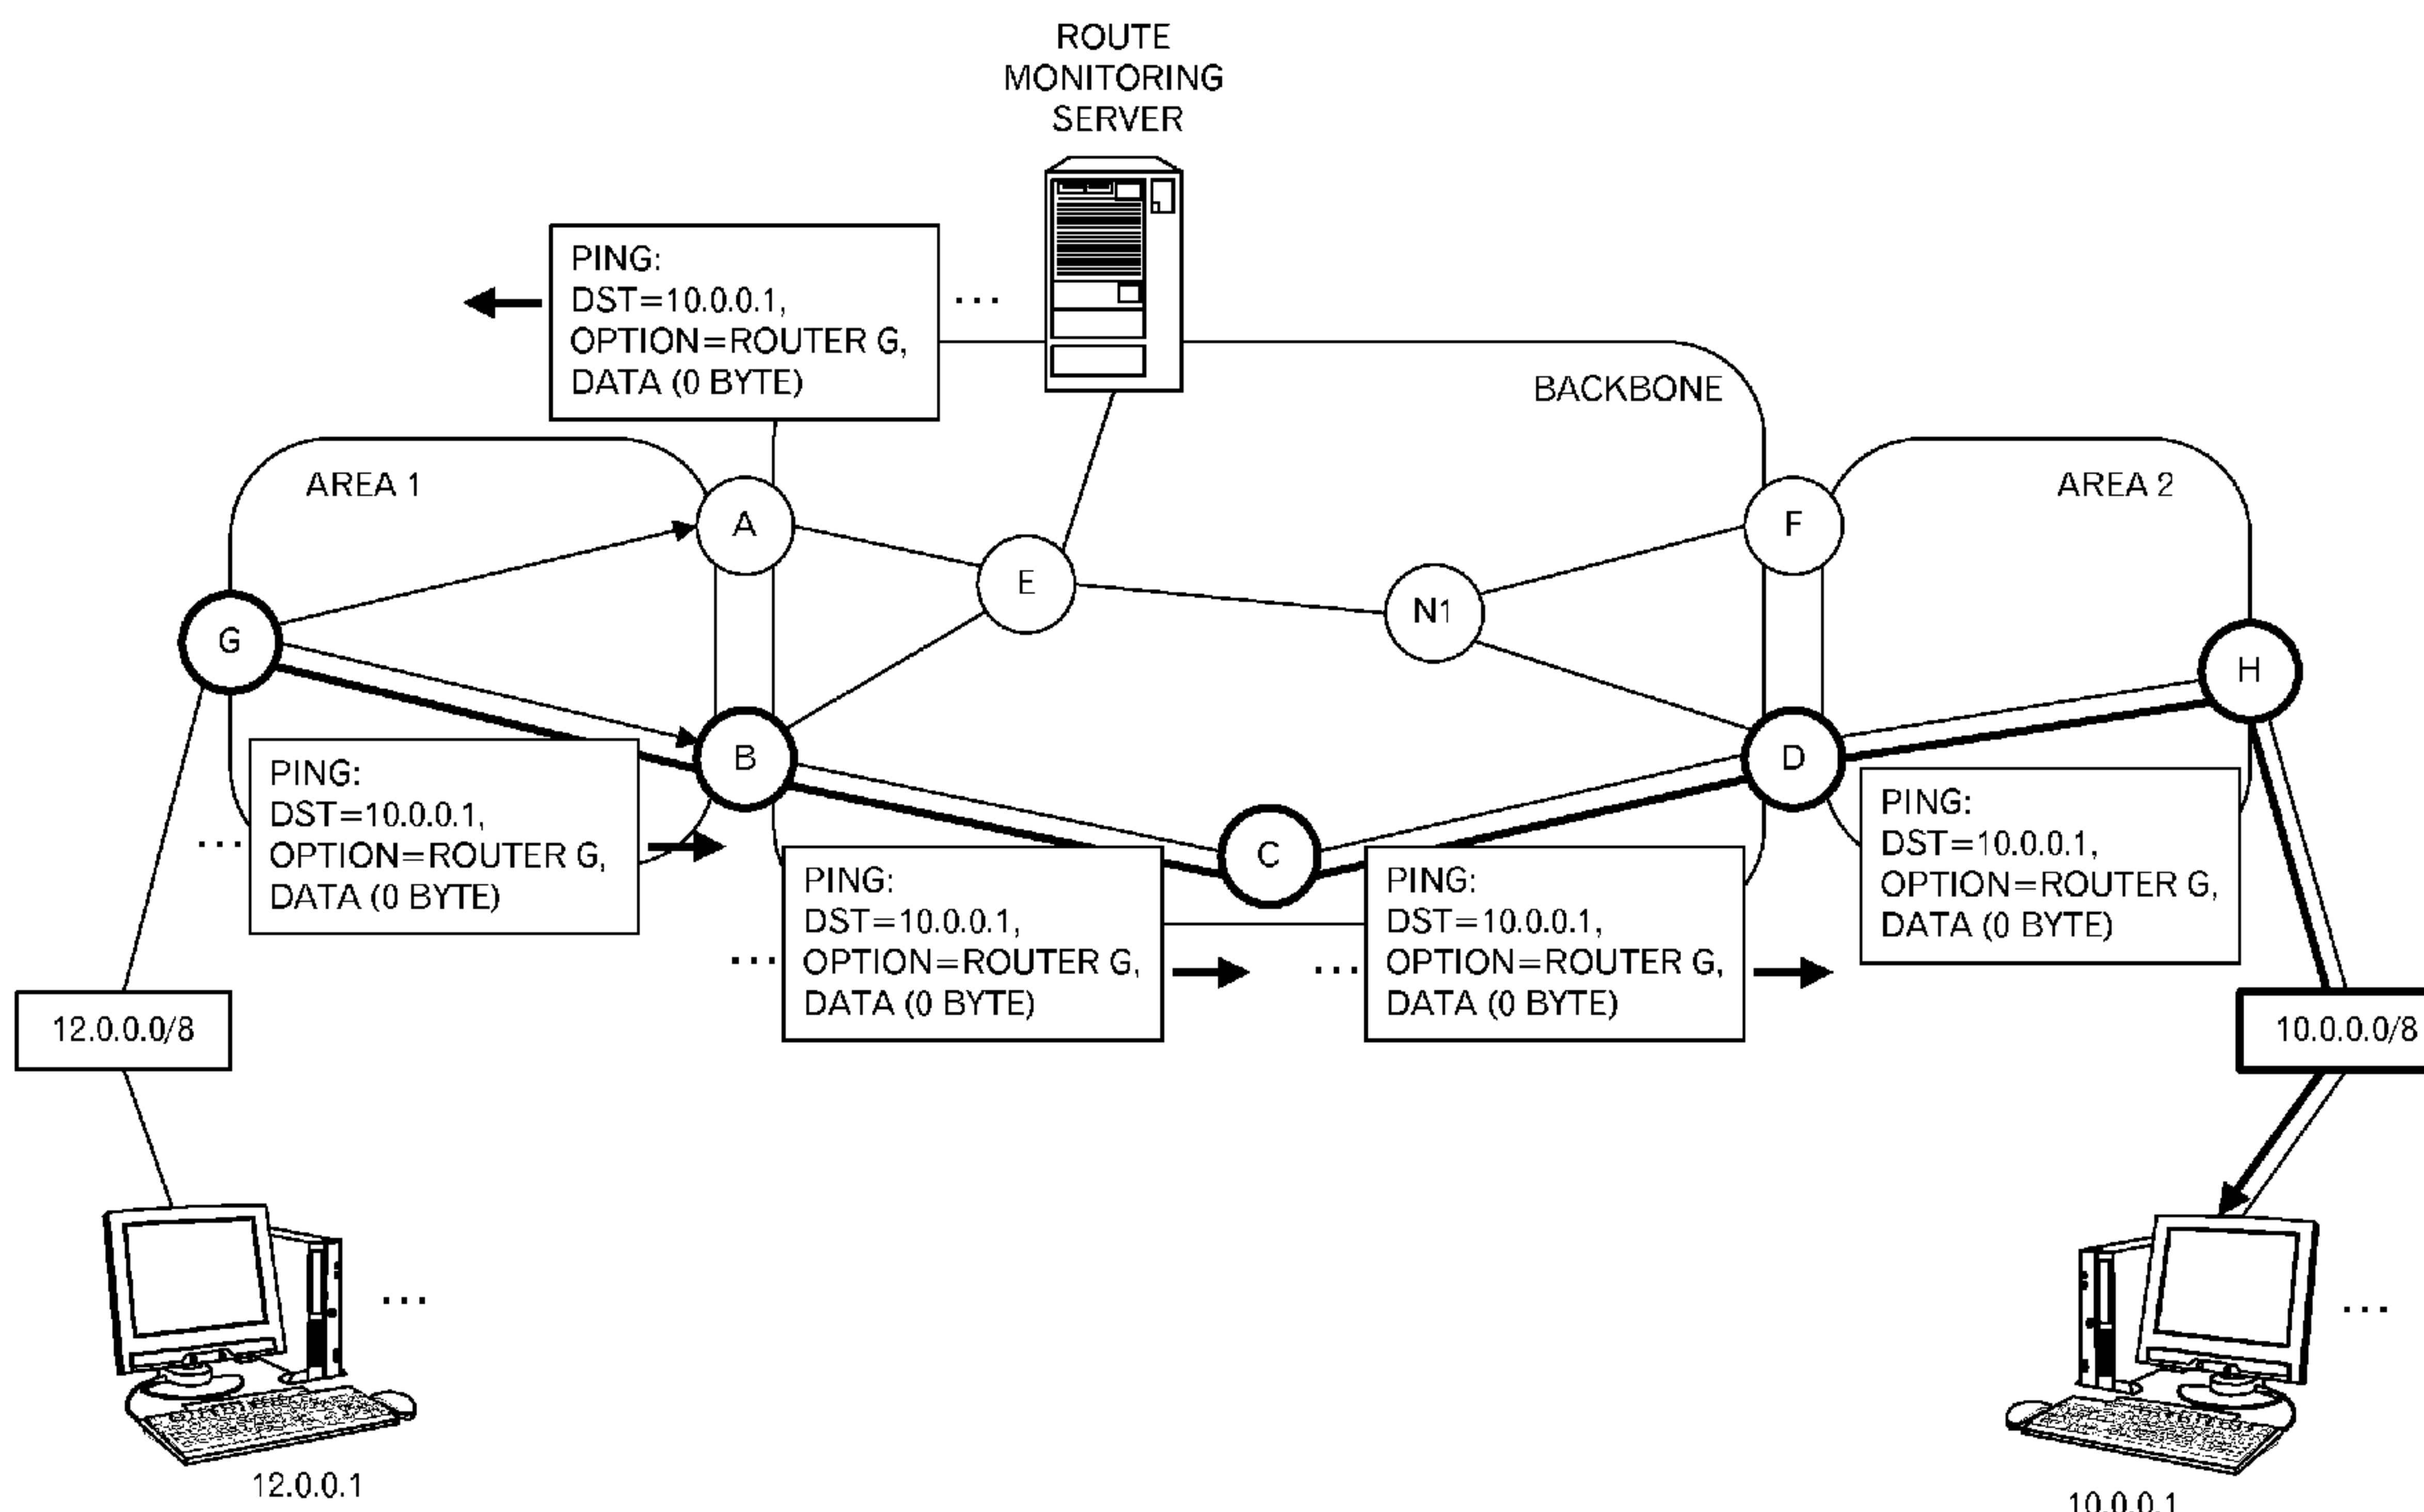 ROUTE
MONITORING
SERVER
PING:
DST=10.0.0.1,
OPTION=ROUTER G,
DATA (0 BYTE)
...
BACKBONE
AREA 1
AREA 2
A
F
E
N1
G
H
B
D
C
PING:
DST=10.0.0.1,
OPTION=ROUTER G,
DATA (0 BYTE)
...
PING:
DST=10.0.0.1,
OPTION=ROUTER G,
DATA (0 BYTE)
...
PING:
DST=10.0.0.1,
OPTION=ROUTER G,
DATA (0 BYTE)
...
PING:
DST=10.0.0.1,
OPTION=ROUTER G,
DATA (0 BYTE)
12.0.0.0/8
10.0.0.0/8
...
...
12.0.0.1
10.0.0.1